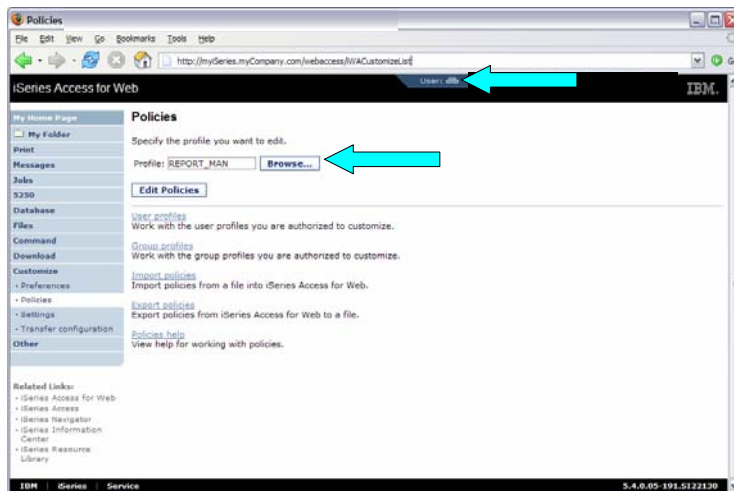 Policies
File Edit View Go Bookmarks Tools Help
http://myiSeries.myCompany.com/webaccess/iWACustomizeList
iSeries Access for Web
User: dlb
IBM.
My Home Page
My Folder
Print
Messages
Jobs
5250
Database
Files
Command
Download
Customize
• Preferences
• Policies
• Settings
• Transfer configuration
Other
Related Links:
• iSeries Access for Web
• iSeries Access
• iSeries Navigator
• iSeries Information
Center
• iSeries Resource
Library
Policies
Specify the profile you want to edit.
Profile: REPORT_MAN Browse...
Edit Policies
User profiles
Work with the user profiles you are authorized to customize.
Group profiles
Work with the group profiles you are authorized to customize.
Import policies
Import policies from a file into iSeries Access for Web.
Export policies
Export policies from iSeries Access for Web to a file.
Policies help
View help for working with policies.
IBM | iSeries | Service
5.4.0.05-191.SI22130